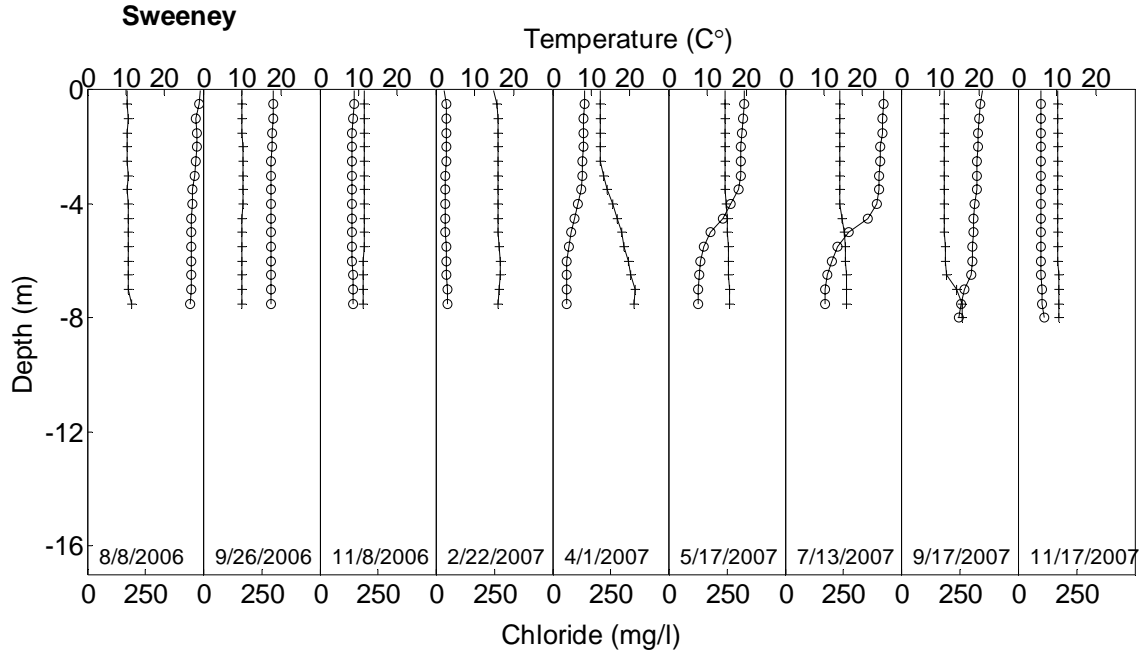 Sweeney
Temperature (C°)
0 10 20 0 10 20 0 10 20 0 10 20 0 10 20 0 10 20 0 10 20 0 10 20 0 10 20
0
-4
-8
-12
-16
Depth (m)
8/8/2006 9/26/2006 11/8/2006 2/22/2007 4/1/2007 5/17/2007 7/13/2007 9/17/2007 11/17/2007
0 250 0 250 0 250 0 250 0 250 0 250 0 250 0 250 0 250
Chloride (mg/l)